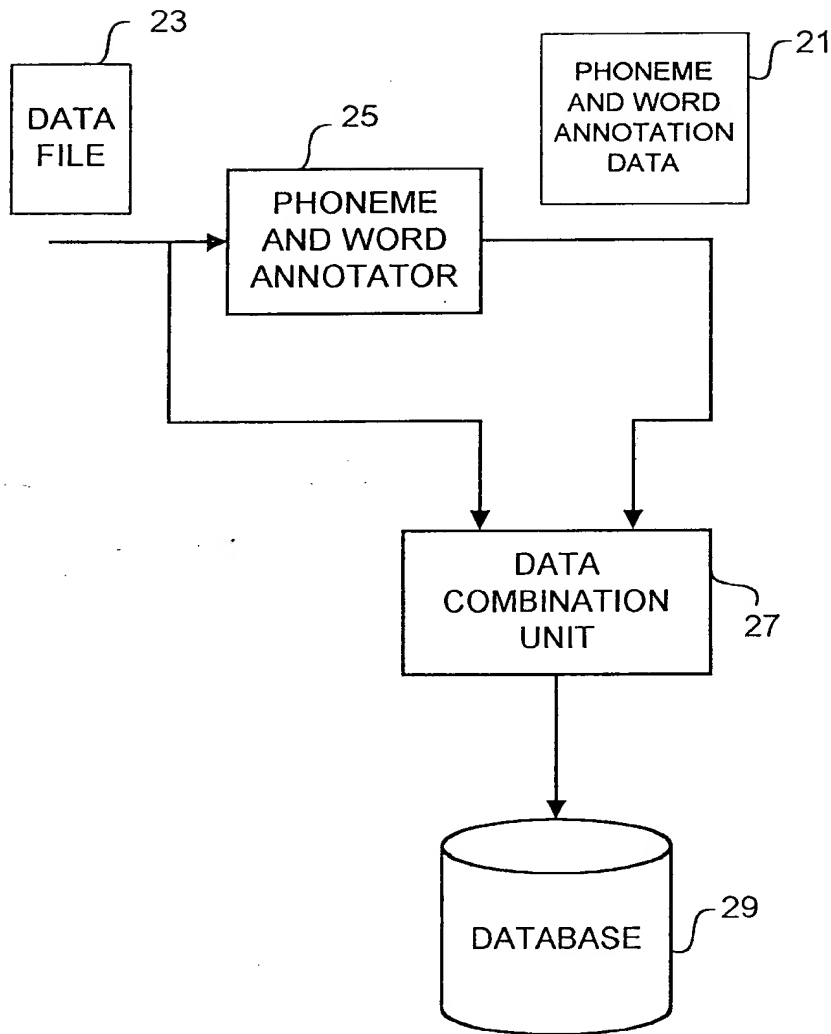 23
DATA
FILE
25
PHONEME
AND WORD
ANNOTATOR
21
PHONEME
AND WORD
ANNOTATION
DATA
DATA
COMBINATION
UNIT
27
DATABASE
29